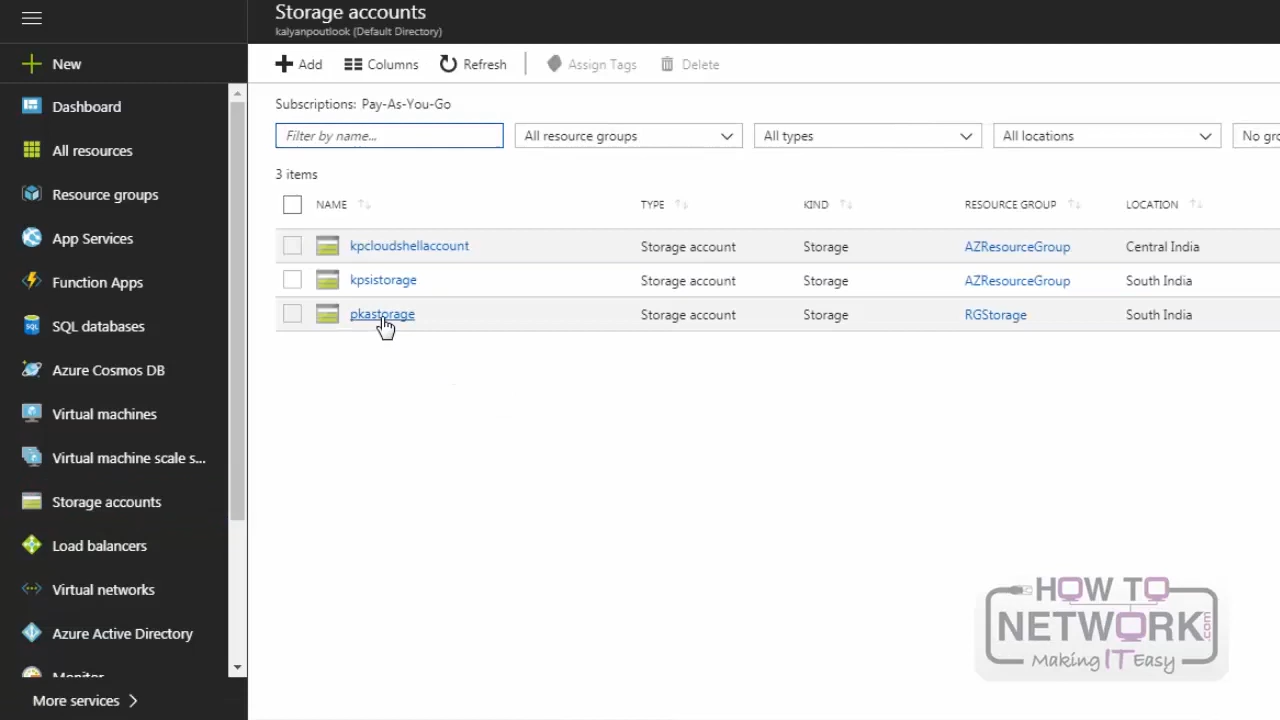 Storage accounts
kalyanpoutlook (Default Directory)
New
Add
Columns
Refresh
Assign Tags
Delete
Dashboard
All resources
Resource groups
App Services
Function Apps
SQL databases
Azure Cosmos DB
Virtual machines
Virtual machine scale s...
Storage accounts
Load balancers
Virtual networks
Azure Active Directory
Monitor
More services
Subscriptions: Pay-As-You-Go
Filter by name...
All resource groups
All types
All locations
No gro
3 items
NAME TYPE KIND RESOURCE GROUP LOCATION
kpcloudshellaccount Storage account Storage AZResourceGroup Central India
kpsistorage Storage account Storage AZResourceGroup South India
pkastorage Storage account Storage RGStorage South India
HOW TO
NETWORK.com
Making IT Easy